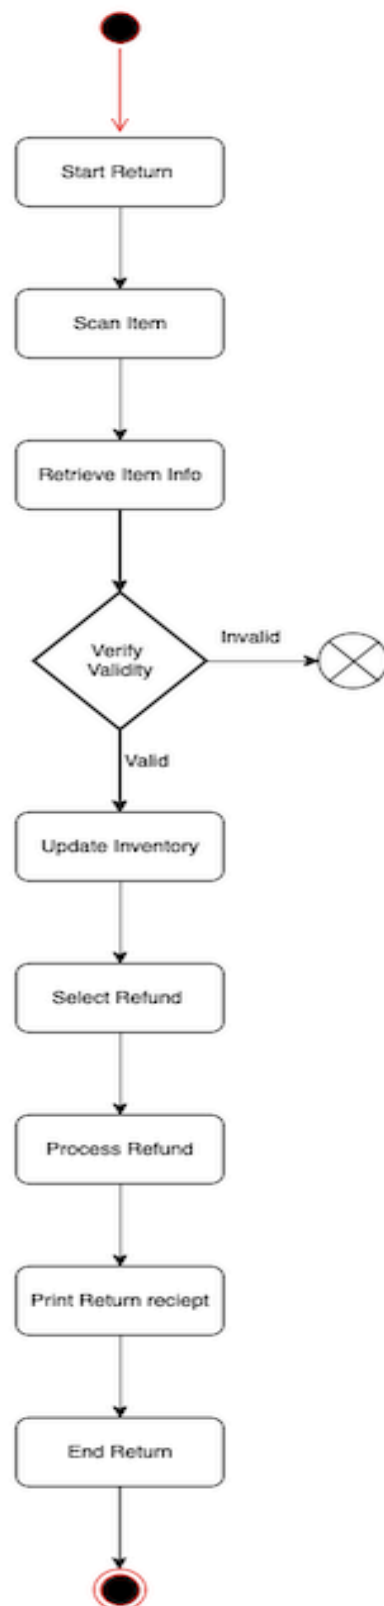 Start Return
Scan Item
Retrieve Item Info
Verify
Validity
Invalid
Valid
Update Inventory
Select Refund
Process Refund
Print Return reciept
End Return